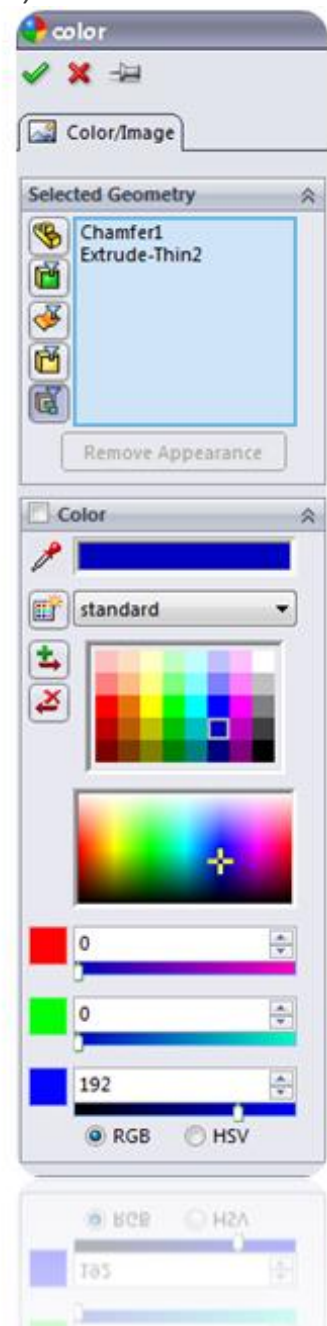 color
Color/Image
Selected Geometry
Chamfer1
Extrude-Thin2
Remove Appearance
Color
standard
0
0
192
RGB HSV